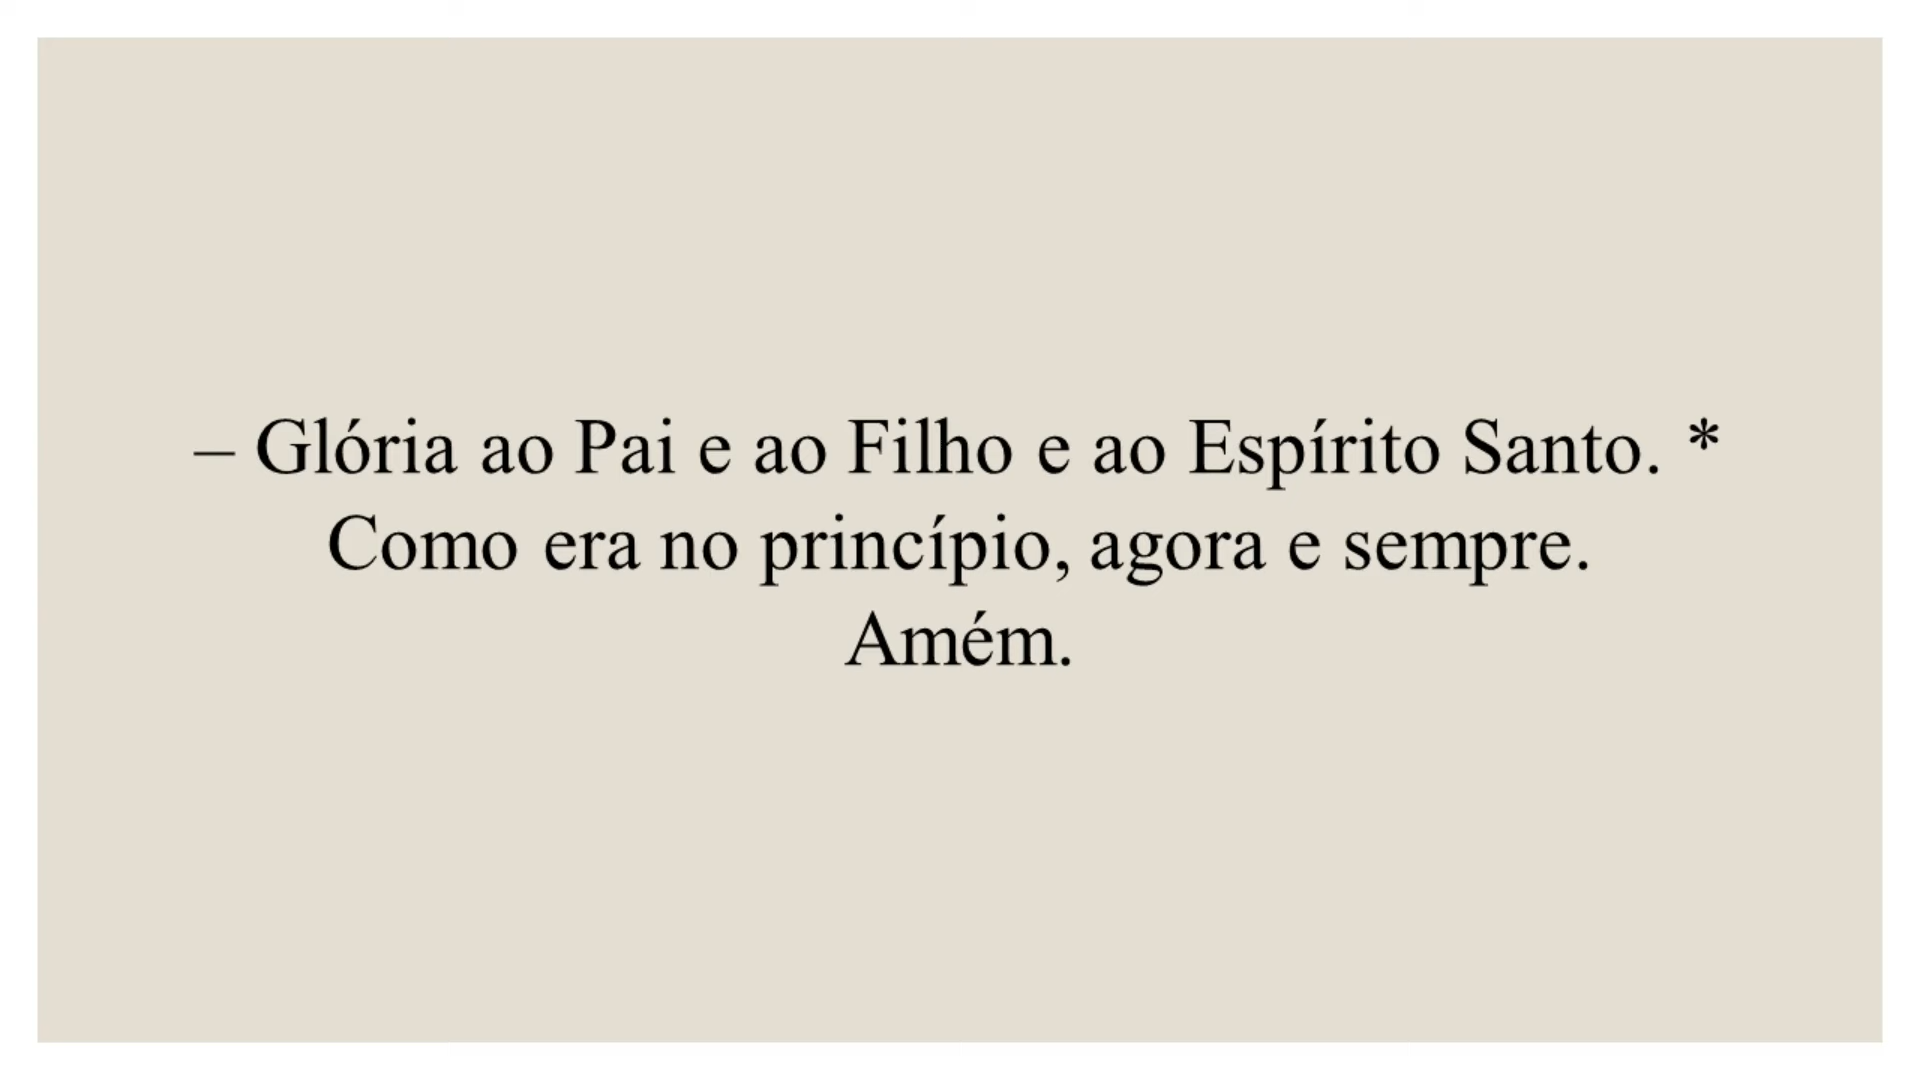 – Glória ao Pai e ao Filho e ao Espírito Santo. *
Como era no princípio, agora e sempre.
Amém.